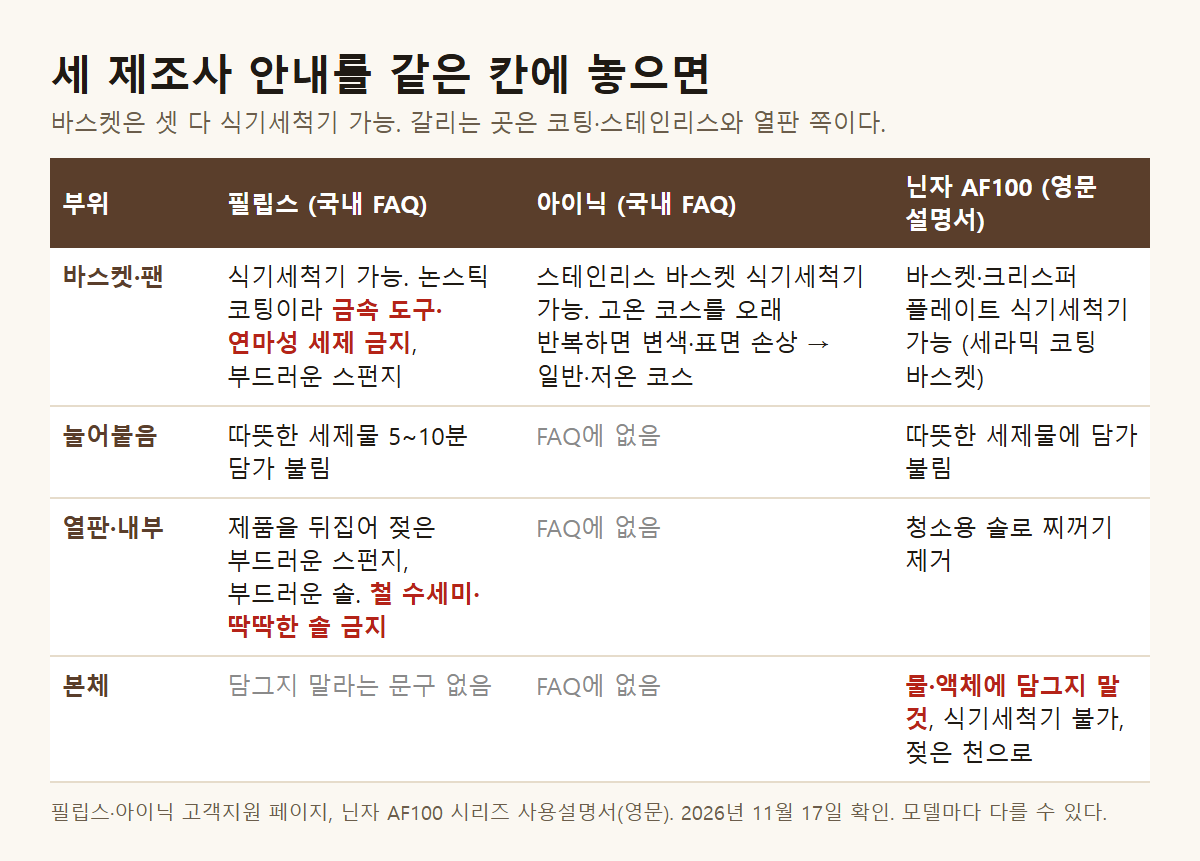 세 제조사 안내를 같은 칸에 놓으면
바스켓은 셋 다 식기세척기 가능. 갈리는 곳은 코팅·스테인리스와 열판 쪽이다.
부위
필립스 (국내 FAQ)
아이닉 (국내 FAQ)
닌자 AF100 (영문
설명서)
바스켓·팬
식기세척기 가능. 논스틱
코팅이라 금속 도구·
연마성 세제 금지,
부드러운 스펀지
스테인리스 바스켓 식기세척기
가능. 고온 코스를 오래
반복하면 변색·표면 손상 →
일반·저온 코스
바스켓·크리스퍼
플레이트 식기세척기
가능 (세라믹 코팅
바스켓)
눌어붙음
따뜻한 세제물 5~10분
담가 불림
FAQ에 없음
따뜻한 세제물에 담가
불림
열판·내부
제품을 뒤집어 젖은
부드러운 스펀지,
부드러운 솔. 철 수세미·
딱딱한 솔 금지
FAQ에 없음
청소용 솔로 찌꺼기
제거
본체
담그지 말라는 문구 없음
FAQ에 없음
물·액체에 담그지 말
것, 식기세척기 불가,
젖은 천으로
필립스·아이닉 고객지원 페이지, 닌자 AF100 시리즈 사용설명서(영문). 2026년 11월 17일 확인. 모델마다 다를 수 있다.